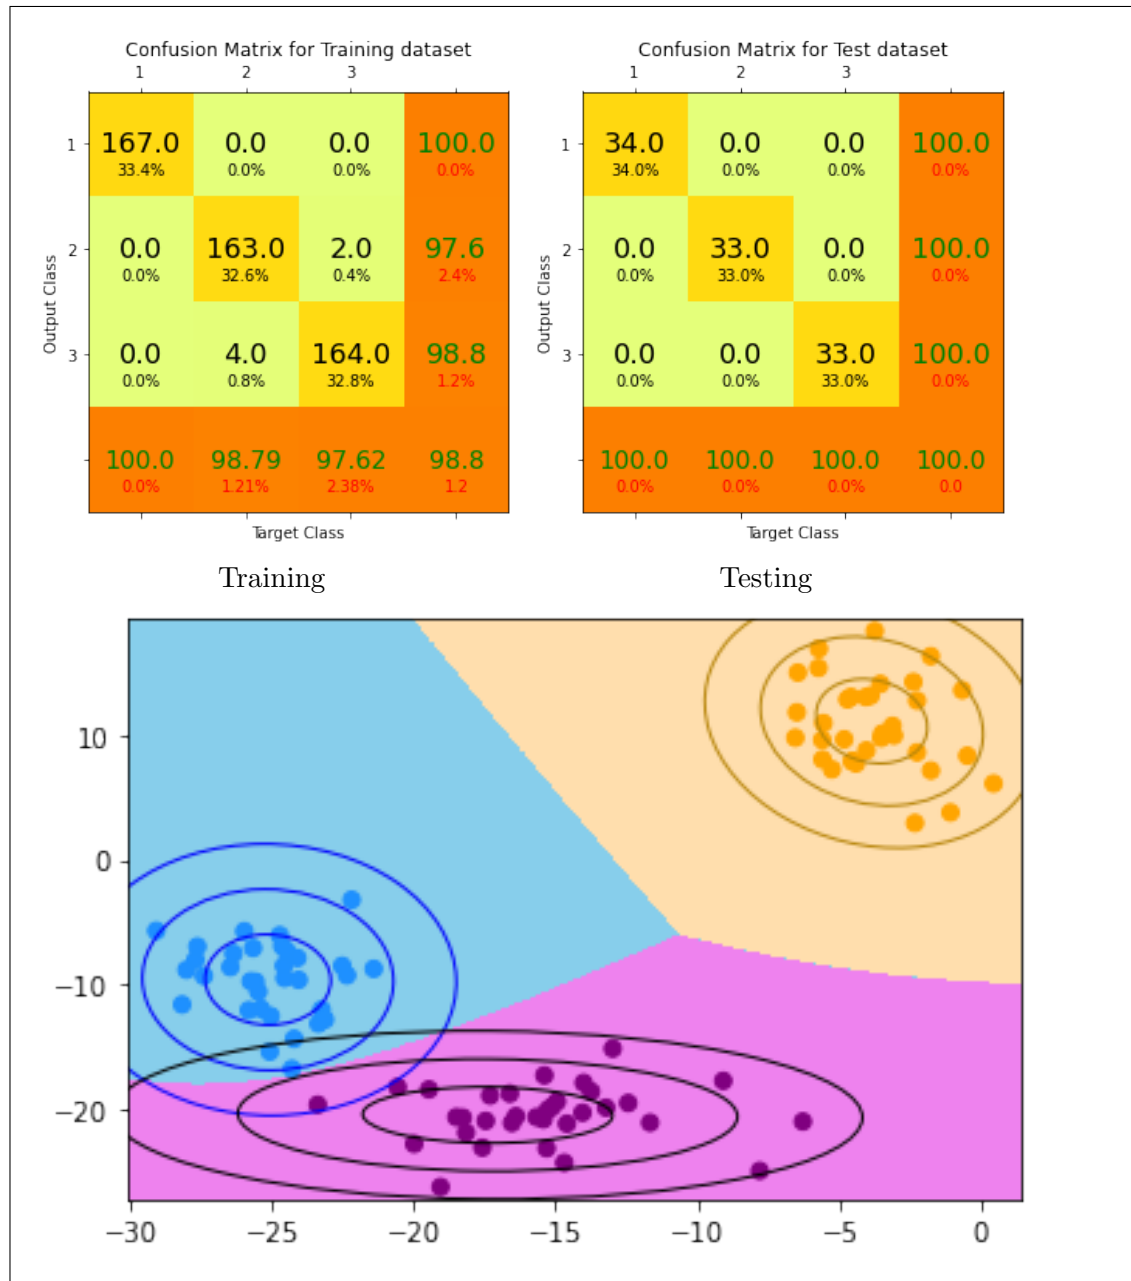 Confusion Matrix for Training dataset
1 2 3
1 167.0 0.0 0.0 100.0
33.4% 0.0% 0.0% 0.0%
2 0.0 163.0 2.0 97.6
0.0% 32.6% 0.4% 2.4%
Output Class
3 0.0 4.0 164.0 98.8
0.0% 0.8% 32.8% 1.2%
100.0 98.79 97.62 98.8
0.0% 1.21% 2.38% 1.2
Target Class
Training
Confusion Matrix for Test dataset
1 2 3
1 34.0 0.0 0.0 100.0
34.0% 0.0% 0.0% 0.0%
2 0.0 33.0 0.0 100.0
0.0% 33.0% 0.0% 0.0%
Output Class
3 0.0 0.0 33.0 100.0
0.0% 0.0% 33.0% 0.0%
100.0 100.0 100.0 100.0
0.0% 0.0% 0.0% 0.0
Target Class
Testing
10
0
−10
−20
−30 −25 −20 −15 −10 −5 0